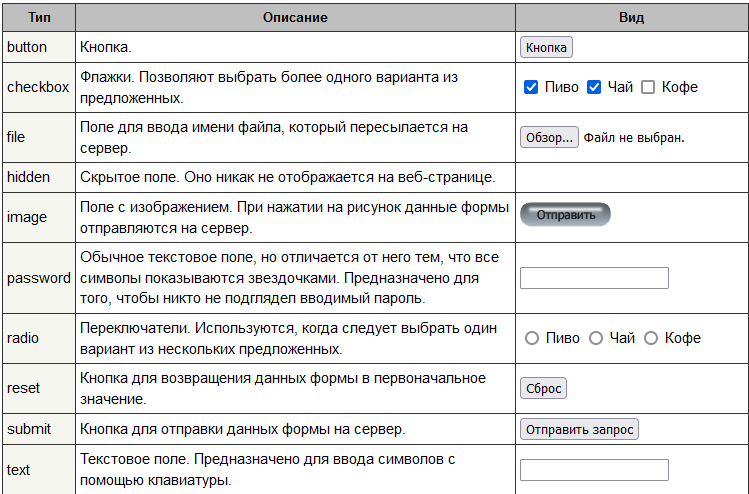 Тип Описание Вид
button Кнопка. Кнопка
checkbox Флажки. Позволяют выбрать более одного варианта из
предложенных. Пиво Чай Кофе
file Поле для ввода имени файла, который пересылается на
сервер. Обзор... Файл не выбран.
hidden Скрытое поле. Оно никак не отображается на веб-странице.
image Поле с изображением. При нажатии на рисунок данные формы
отправляются на сервер. Отправить
password Обычное текстовое поле, но отличается от него тем, что все
символы показываются звездочками. Предназначено для
того, чтобы никто не подглядел вводимый пароль.
radio Переключатели. Используются, когда следует выбрать один
вариант из нескольких предложенных. Пиво Чай Кофе
reset Кнопка для возвращения данных формы в первоначальное
значение. Сброс
submit Кнопка для отправки данных формы на сервер. Отправить запрос
text Текстовое поле. Предназначено для ввода символов с
помощью клавиатуры.